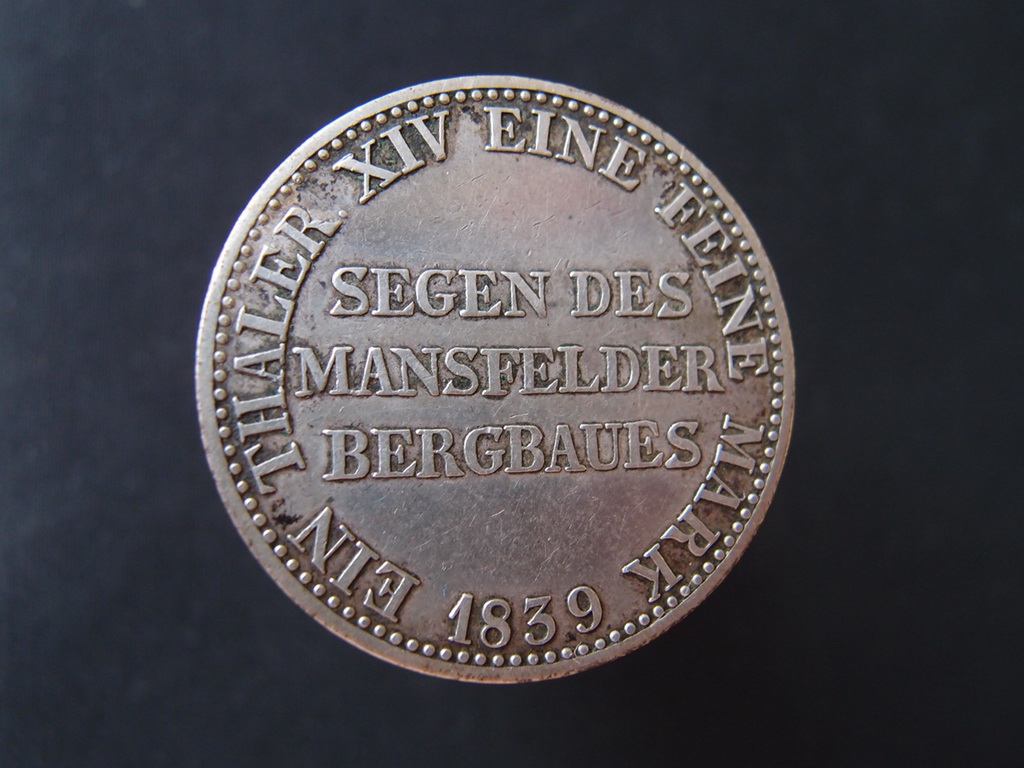 EIN THALER XIV EINE FEINE MARK
SEGEN DES
MANSFELDER
BERGBAUES
1839